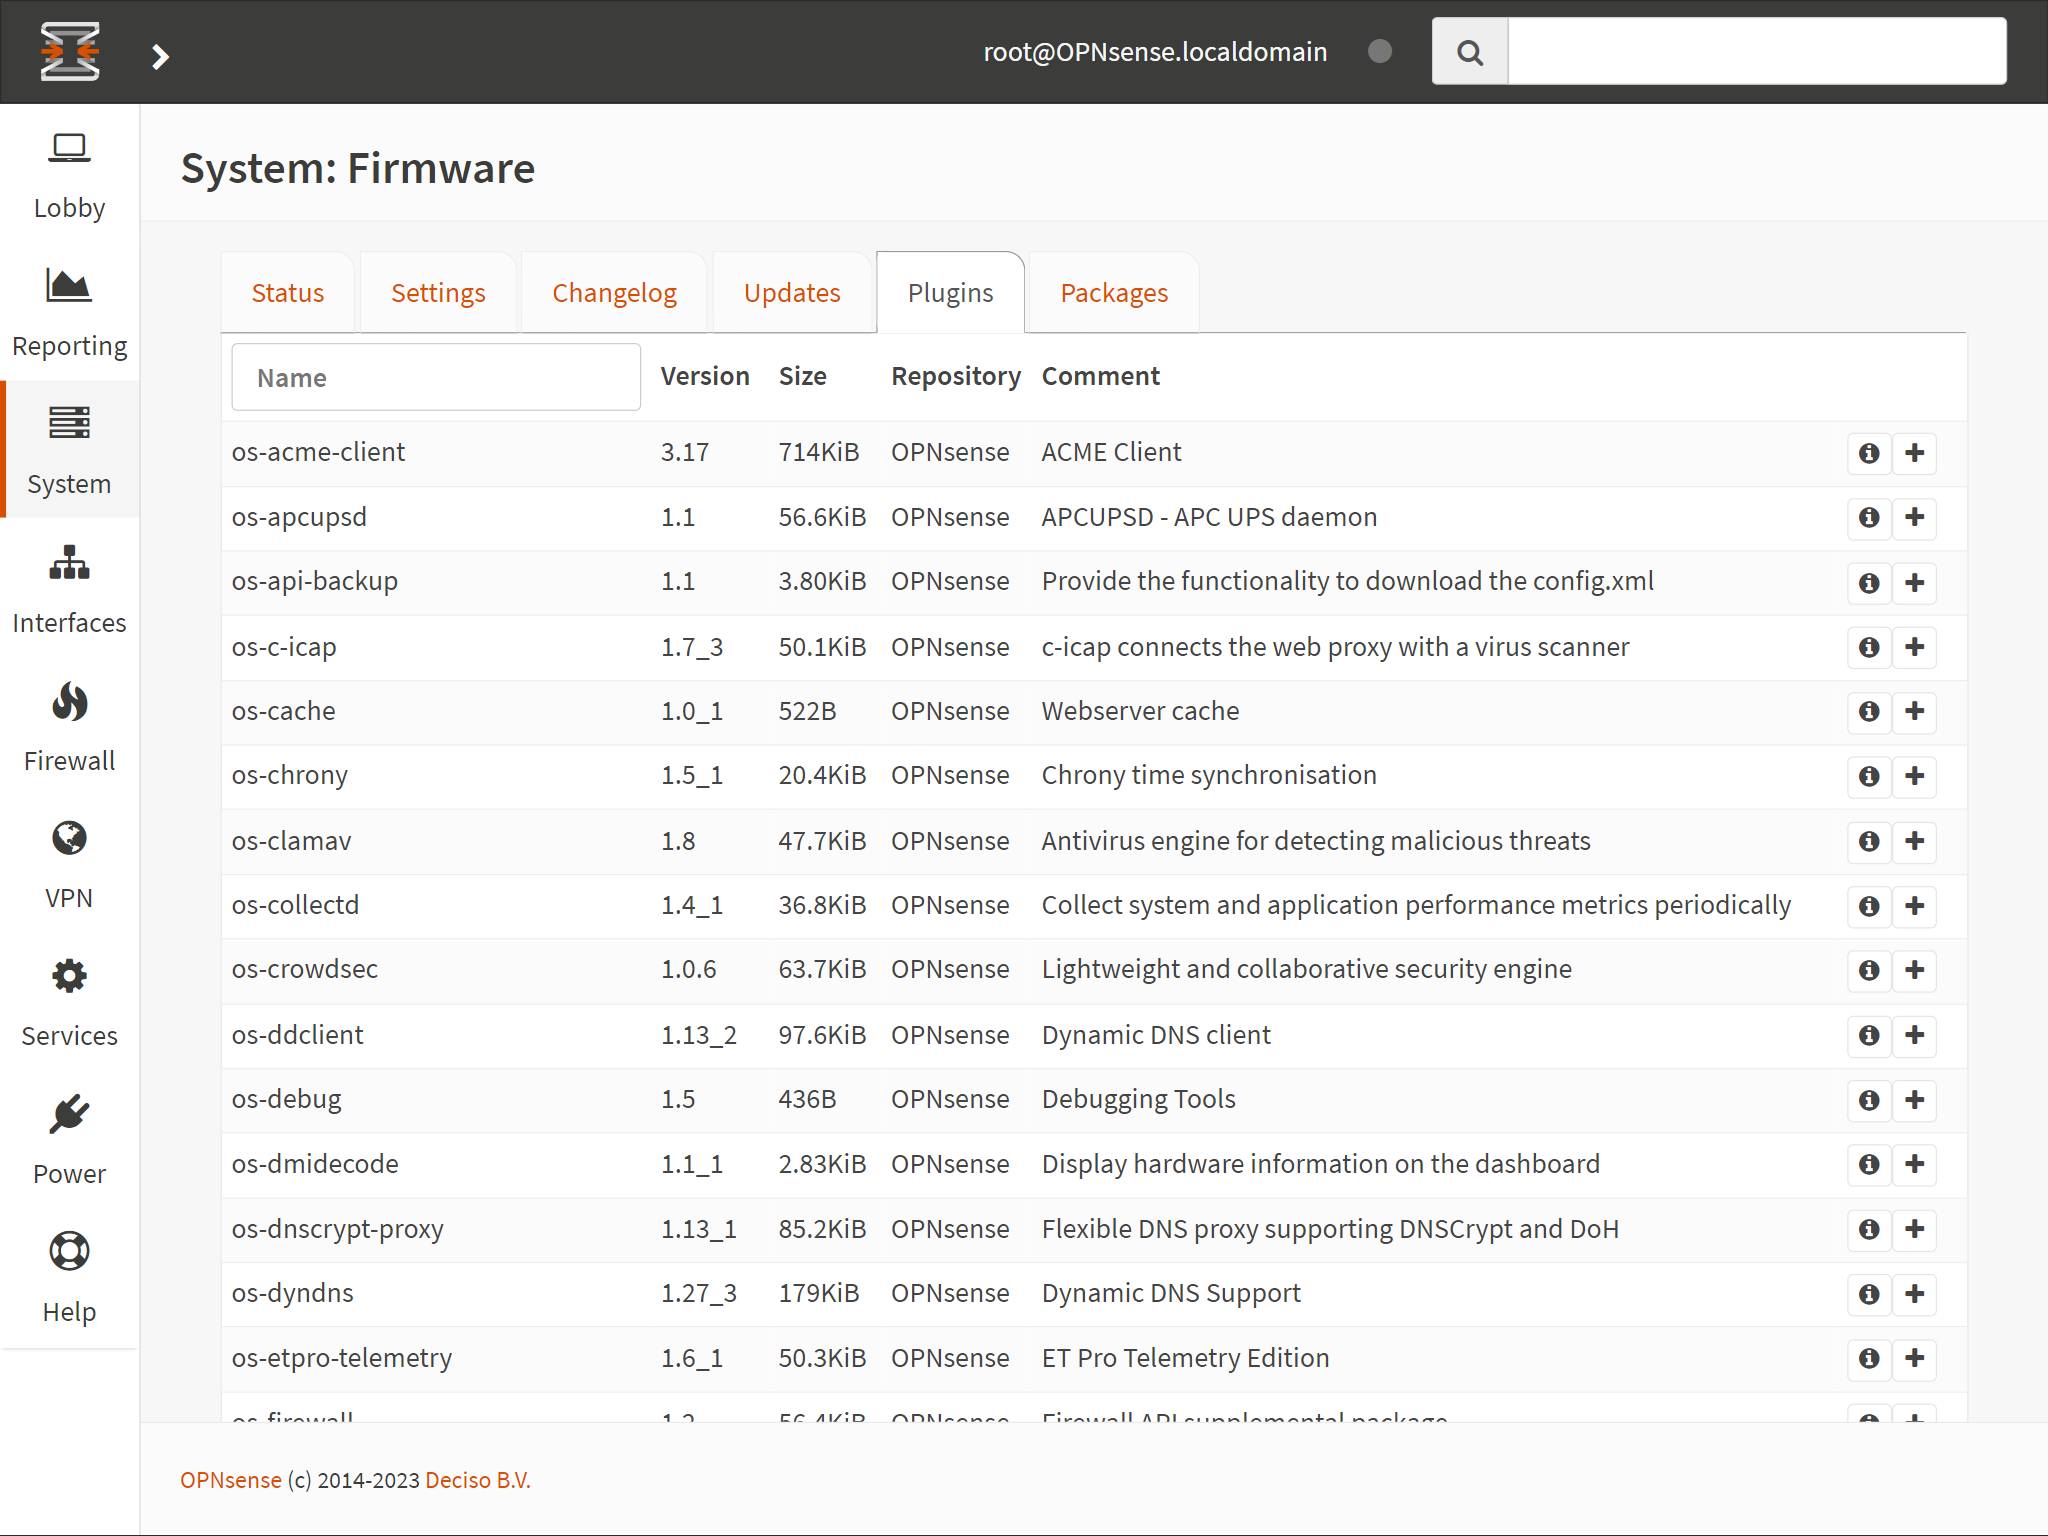 root@OPNsense.localdomain
Lobby
Reporting
System
Interfaces
Firewall
VPN
Services
Power
Help
System: Firmware
Status Settings Changelog Updates Plugins Packages
Name Version Size Repository Comment
os-acme-client 3.17 714KiB OPNsense ACME Client
os-apcupsd 1.1 56.6KiB OPNsense APCUPSD - APC UPS daemon
os-api-backup 1.1 3.80KiB OPNsense Provide the functionality to download the config.xml
os-c-icap 1.7_3 50.1KiB OPNsense c-icap connects the web proxy with a virus scanner
os-cache 1.0_1 522B OPNsense Webserver cache
os-chrony 1.5_1 20.4KiB OPNsense Chrony time synchronisation
os-clamav 1.8 47.7KiB OPNsense Antivirus engine for detecting malicious threats
os-collectd 1.4_1 36.8KiB OPNsense Collect system and application performance metrics periodically
os-crowdsec 1.0.6 63.7KiB OPNsense Lightweight and collaborative security engine
os-ddclient 1.13_2 97.6KiB OPNsense Dynamic DNS client
os-debug 1.5 436B OPNsense Debugging Tools
os-dmidecode 1.1_1 2.83KiB OPNsense Display hardware information on the dashboard
os-dnscrypt-proxy 1.13_1 85.2KiB OPNsense Flexible DNS proxy supporting DNSCrypt and DoH
os-dyndns 1.27_3 179KiB OPNsense Dynamic DNS Support
os-etpro-telemetry 1.6_1 50.3KiB OPNsense ET Pro Telemetry Edition
os-firewall 56.4KiB OPNsense Firewall API supplemental package
OPNsense (c) 2014-2023 Deciso B.V.